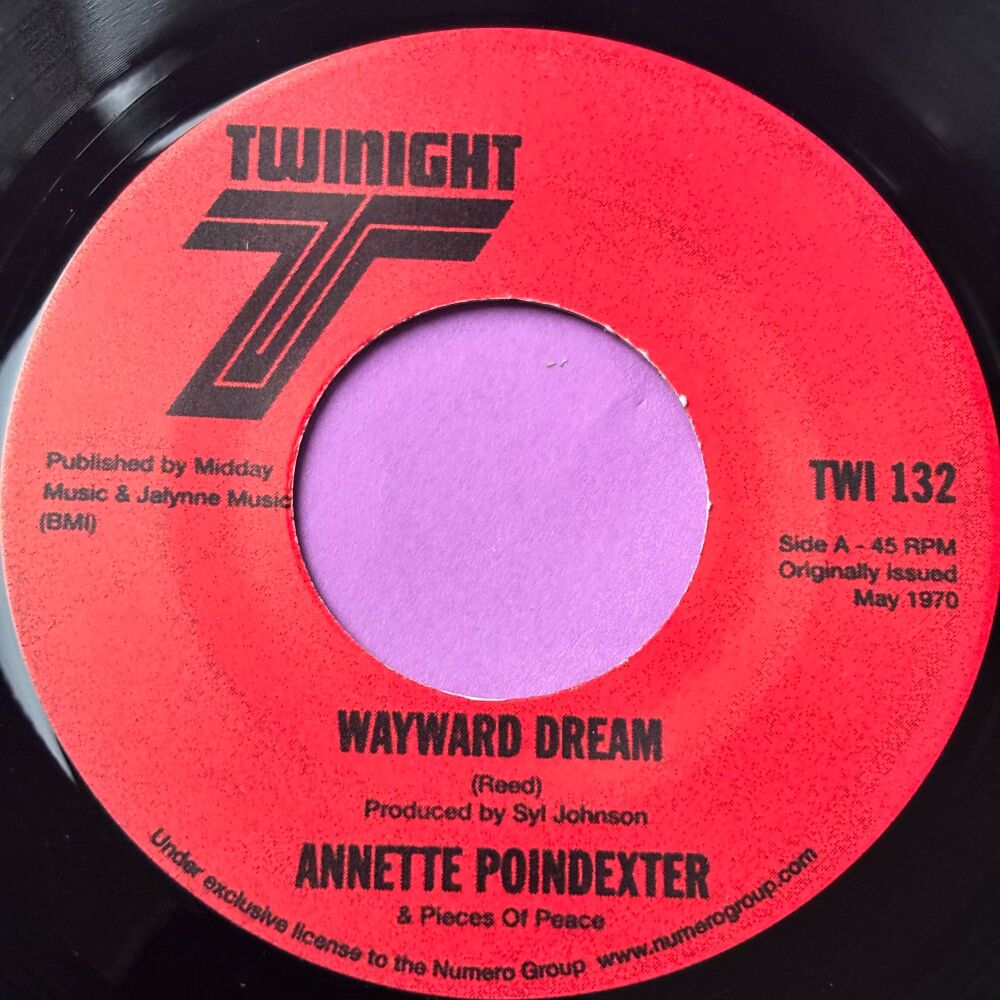 TWINIGHT
T
Published by Midday
Music & Jalynne Music
(BMI)
TWI 132
Side A - 45 RPM
Originally issued
May 1970
WAYWARD DREAM
(Reed)
Produced by Syl Johnson
ANNETTE POINDEXTER
& Pieces Of Peace
Under exclusive license to the Numero Group www.numerogroup.com